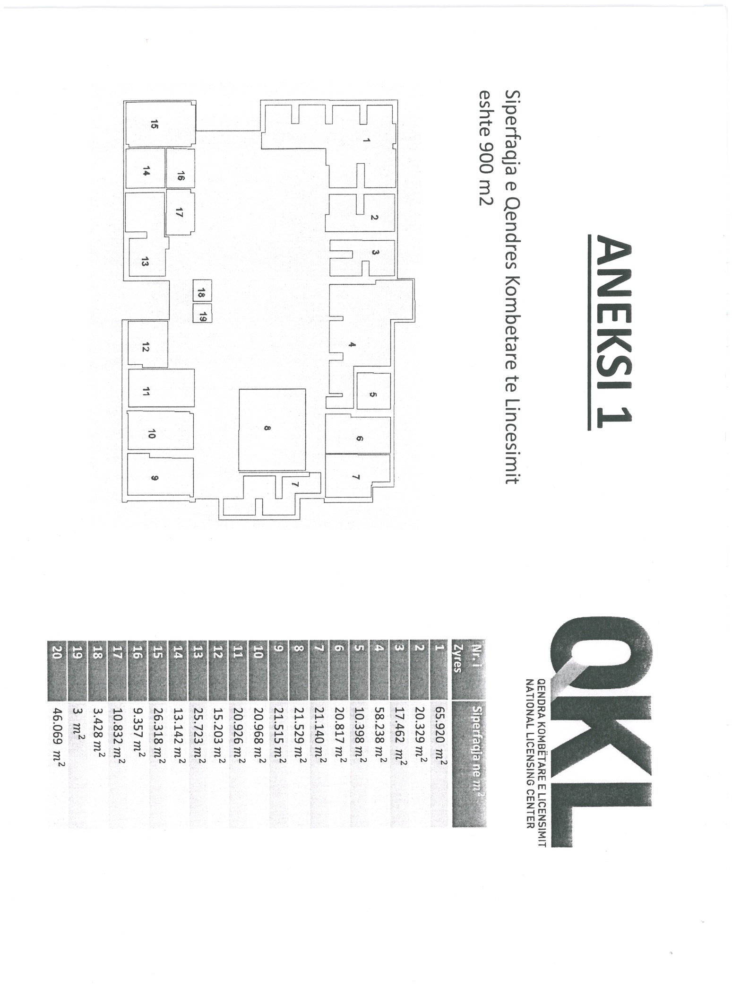 ANEKSI 1
Siperfaqja e Qendres Kombetare te Lincesimit
eshte 900 m2
QKL
QENDRA KOMBËTARE E LICENSIMIT
NATIONAL LICENSING CENTER
1
2
3
4
5
6
7
7
8
9
10
11
12
13
14
15
16
17
18
19
Nr. i Zyres Siperfaqja ne m²
1 65.920 m²
2 20.329 m²
3 17.462 m²
4 58.238 m²
5 10.398 m²
6 20.817 m²
7 21.140 m²
8 21.529 m²
9 21.515 m²
10 20.968 m²
11 20.926 m²
12 15.203 m²
13 25.723 m²
14 13.142 m²
15 26.318 m²
16 9.357 m²
17 10.832 m²
18 3.428 m²
19 3 m²
20 46.069 m²